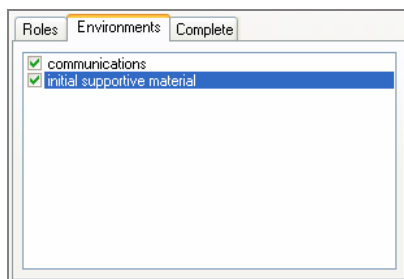 Roles Environments Complete
communications
initial supportive material